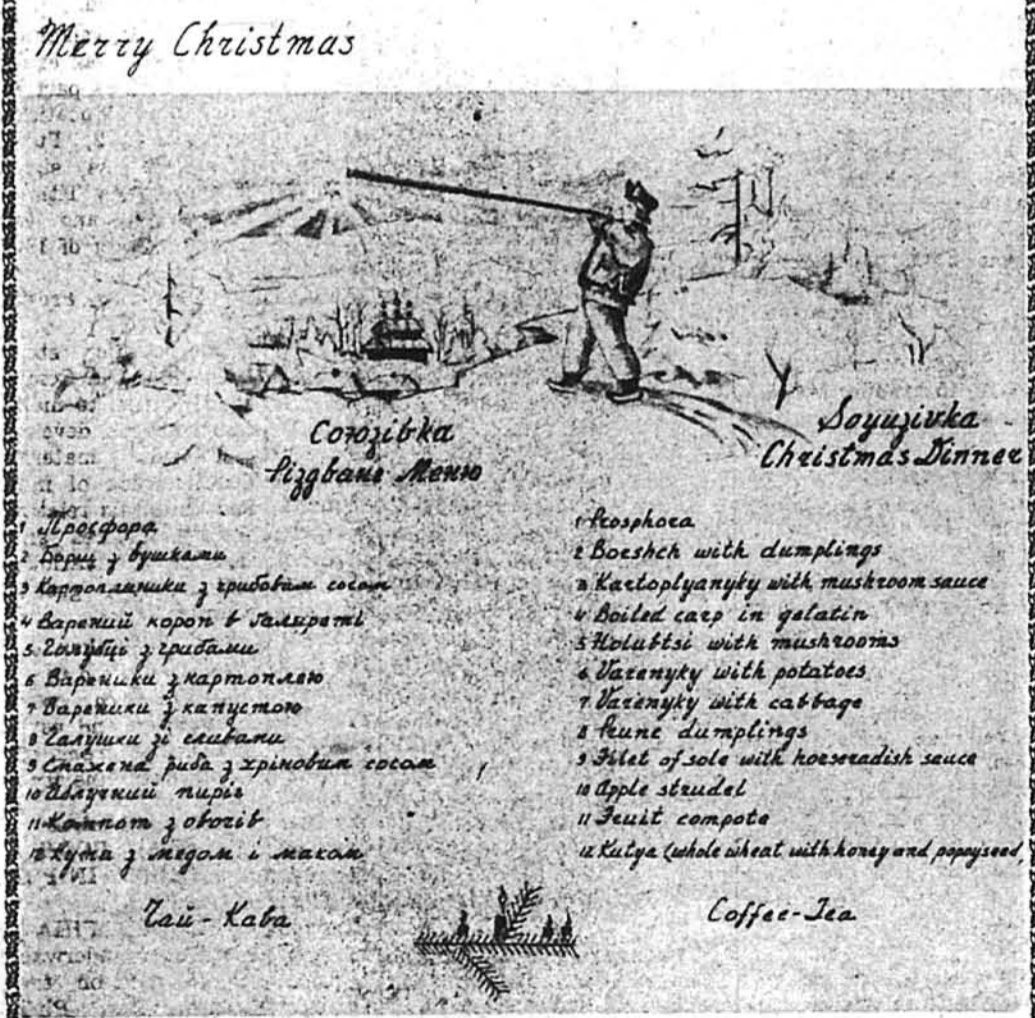 Merry Christmas
Союзівка
Різдвяне Меню
1 Просфора
2 Борщ з вушками
3 Картопляники з грибовим сосом
4 Варений короп в галяреті
5 Голубці з грибами
6 Вареники з картоплею
7 Вареники з капустою
8 Галушки зі сливами
9 Смажена риба з хріновим сосом
10 Яблучний пиріг
11 Компот з овочів
12 Кутя з медом і маком
Чай - Кава
Soyuzivka
Christmas Dinner
1 Prosphora
2 Borshch with dumplings
3 Kartoplyanyky with mushroom sauce
4 Boiled carp in gelatin
5 Holubtsi with mushrooms
6 Varenyky with potatoes
7 Varenyky with cabbage
8 Prune dumplings
9 Filet of sole with horseradish sauce
10 Apple strudel
11 Fruit compote
12 Kutya (whole wheat with honey and popyseed)
Coffee-Tea